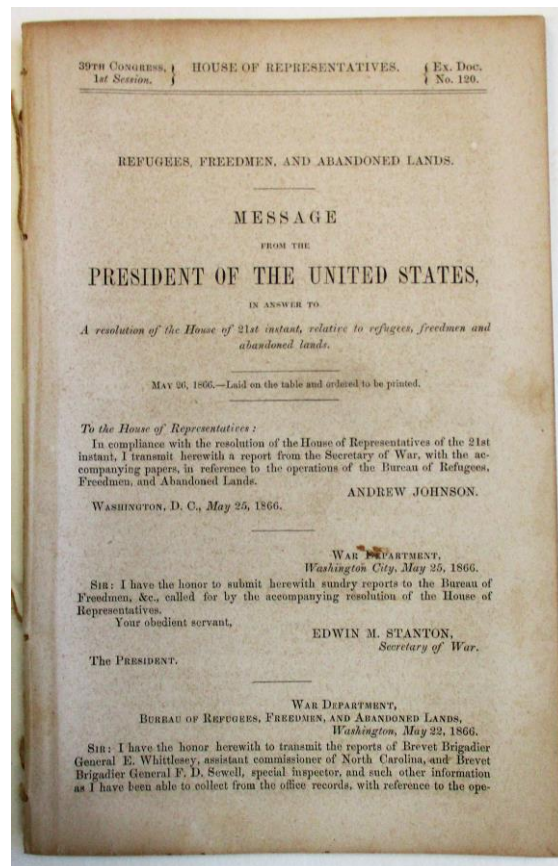 39TH CONGRESS, } HOUSE OF REPRESENTATIVES. { Ex. Doc.
1st Session. } { No. 120.
REFUGEES, FREEDMEN, AND ABANDONED LANDS.
MESSAGE
FROM THE
PRESIDENT OF THE UNITED STATES,
IN ANSWER TO
A resolution of the House of 21st instant, relative to refugees, freedmen and
abandoned lands.
MAY 26, 1866.—Laid on the table and ordered to be printed.
To the House of Representatives:
In compliance with the resolution of the House of Representatives of the 21st
instant, I transmit herewith a report from the Secretary of War, with the ac-
companying papers, in reference to the operations of the Bureau of Refugees,
Freedmen, and Abandoned Lands.
ANDREW JOHNSON.
WASHINGTON, D. C., May 25, 1866.
WAR DEPARTMENT,
Washington City, May 25, 1866.
SIR: I have the honor to submit herewith sundry reports to the Bureau of
Freedmen, &c., called for by the accompanying resolution of the House of
Representatives.
Your obedient servant,
EDWIN M. STANTON,
Secretary of War.
The PRESIDENT.
WAR DEPARTMENT,
BUREAU OF REFUGEES, FREEDMEN, AND ABANDONED LANDS,
Washington, May 22, 1866.
SIR: I have the honor herewith to transmit the reports of Brevet Brigadier
General E. Whittlesey, assistant commissioner of North Carolina, and Brevet
Brigadier General F. D. Sewell, special inspector, and such other information
as I have been able to collect from the office records, with reference to the ope-